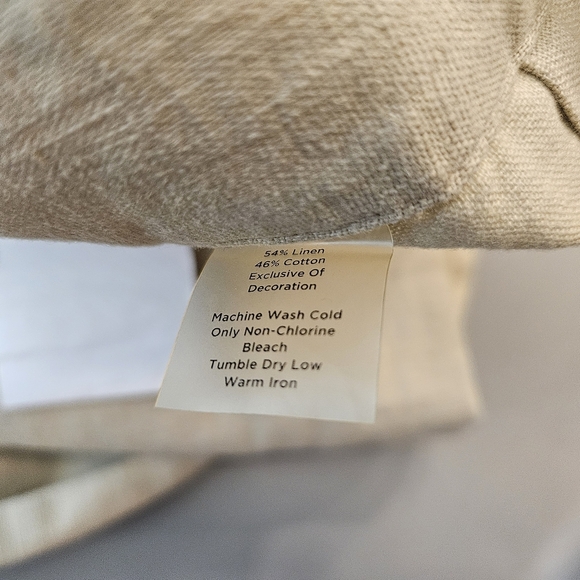 54% Linen
46% Cotton
Exclusive Of
Decoration
Machine Wash Cold
Only Non-Chlorine
Bleach
Tumble Dry Low
Warm Iron